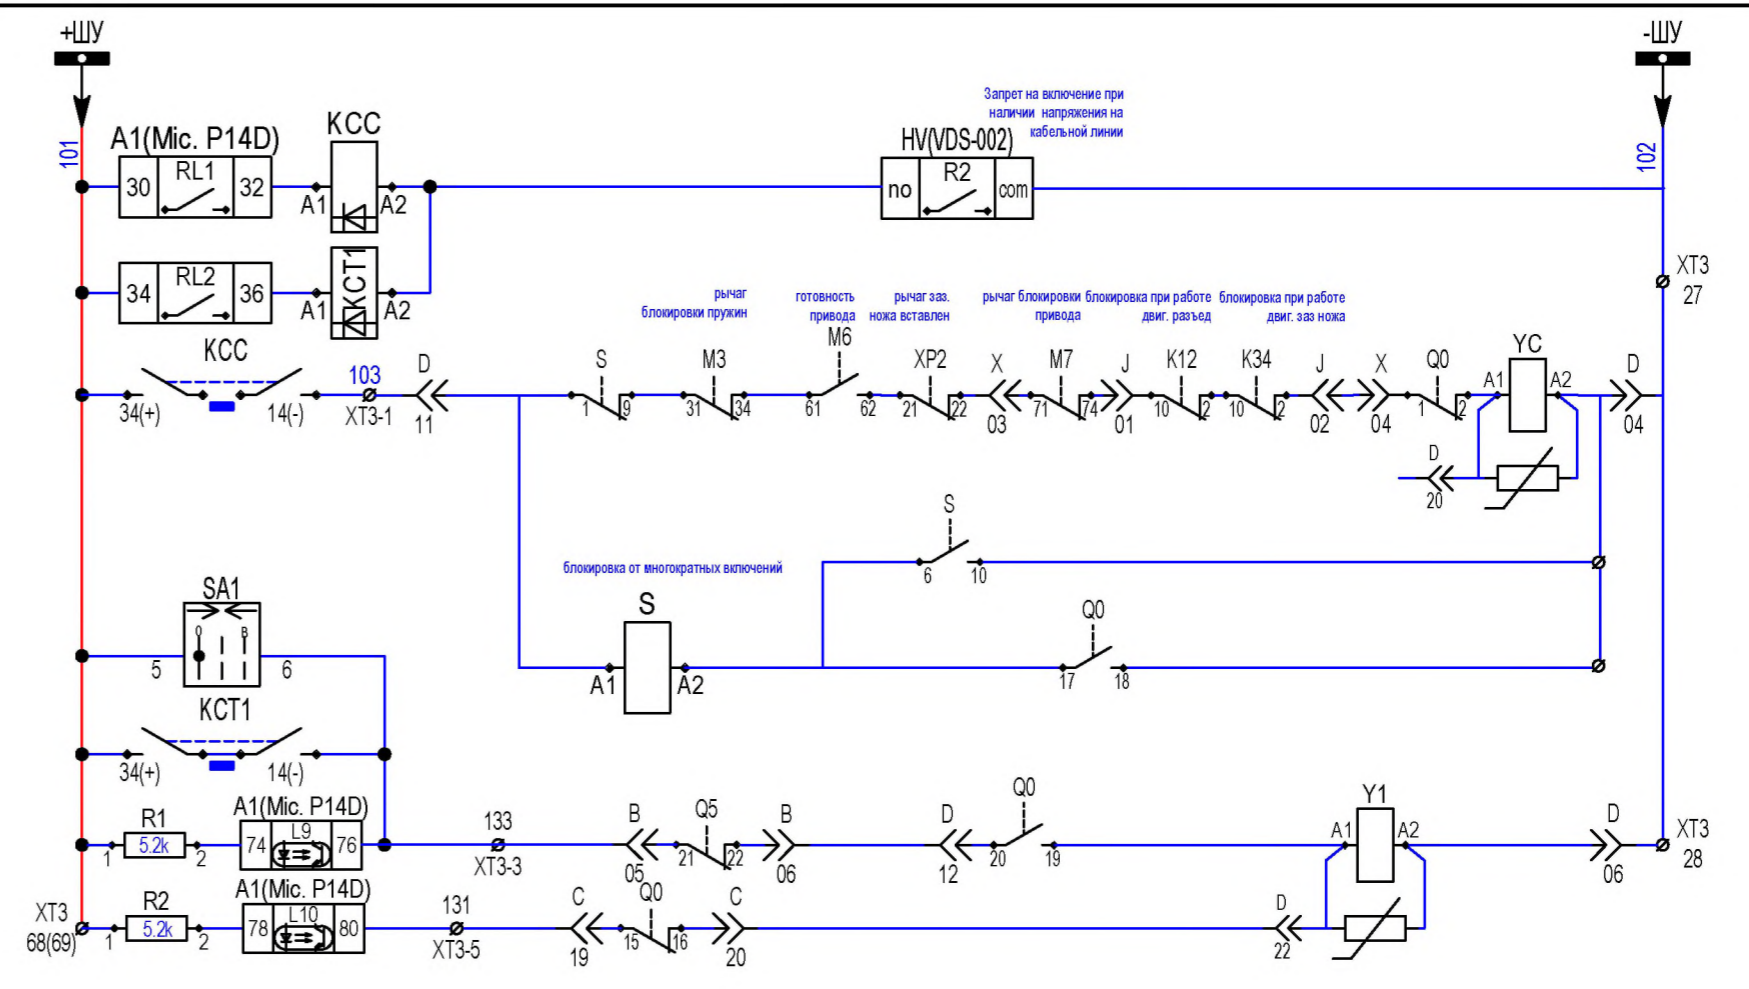 +ШУ
-ШУ
101
102
A1(Mic. P14D)
KCC
30
RL1
32
A1
A2
Запрет на включение при
наличии напряжения на
кабельной линии
HV(VDS-002)
no
R2
com
34
RL2
36
A1
KCT1
A2
XT3
27
рычаг
блокировки пружин
готовность
привода
рычаг заз.
ножа вставлен
рычаг блокировки
привода
блокировка при работе
двиг. разъед
блокировка при работе
двиг. заз ножа
KCC
34(+)
14(-)
103
XT3-1
D
11
S
1
9
M3
31
34
M6
61
62
XP2
21
22
X
03
M7
71
74
J
01
K12
10
2
K34
10
2
J
02
X
04
Q0
1
2
YC
A1
A2
D
04
D
20
S
6
10
блокировка от многократных включений
S
A1
A2
Q0
17
18
SA1
0
B
5
6
KCT1
34(+)
14(-)
R1
1
5.2k
2
A1(Mic. P14D)
74
L9
76
133
XT3-3
B
05
Q5
21
22
B
06
D
12
Q0
20
19
Y1
A1
A2
D
06
XT3
28
XT3
68(69)
R2
1
5.2k
2
A1(Mic. P14D)
78
L10
80
131
XT3-5
C
19
Q0
15
16
C
20
D
22